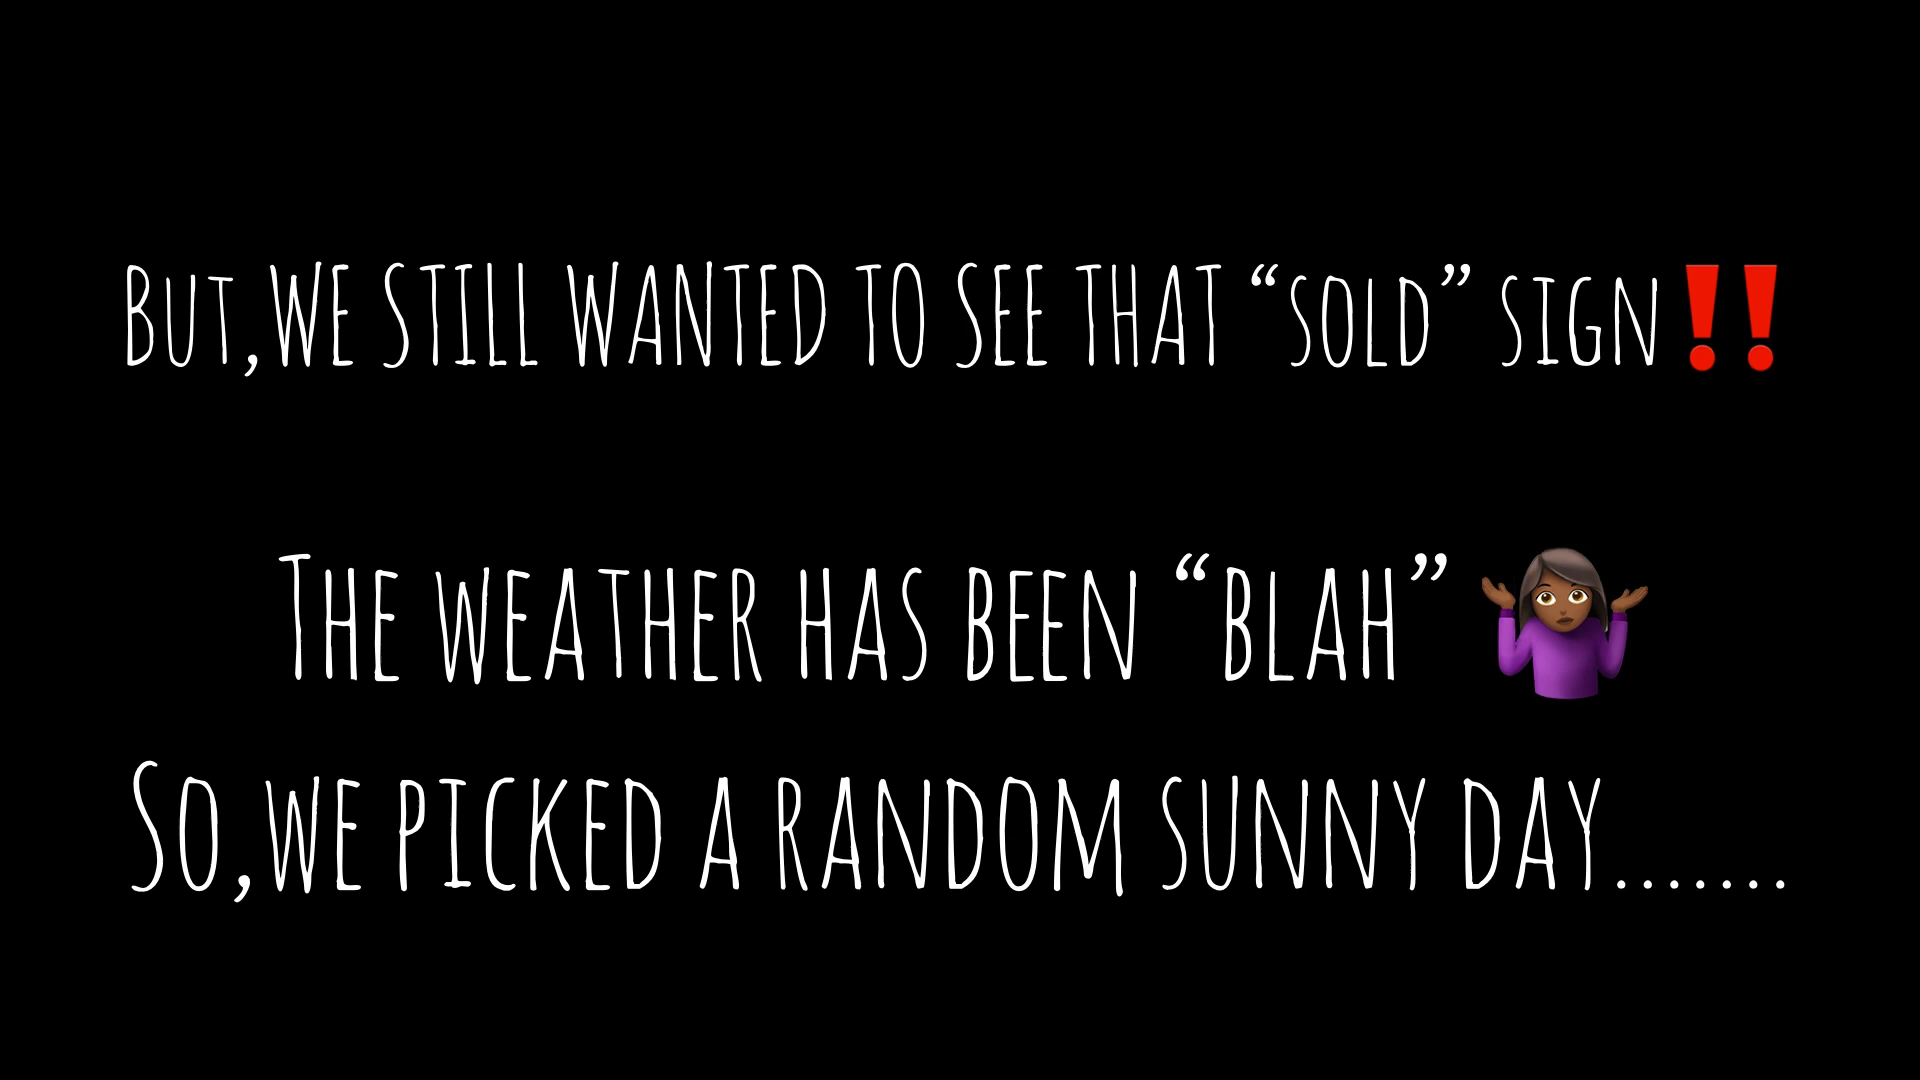 But,WE STILL WANTED TO SEE THAT “sold” sign‼️
The weather has been “blah” 🤷🏾‍♀️
So,we picked a random sunny day.......